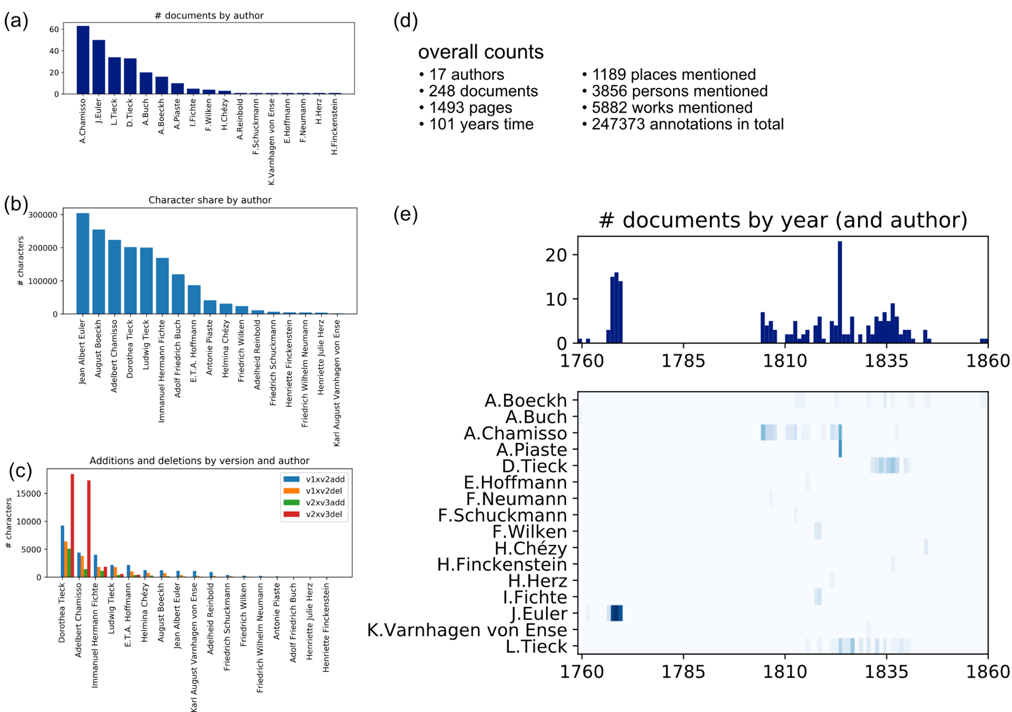 (a)
# documents by author
60
40
20
0
A.Chamisso
J.Euler
L.Tieck
D.Tieck
A.Buch
A.Boeckh
A.Piaste
I.Fichte
F.Wilken
H.Chézy
A.Reinbold
F.Schuckmann
K.Varnhagen von Ense
E.Hoffmann
F.Neumann
H.Herz
H.Finckenstein
(b)
Character share by author
# characters
300000
200000
100000
0
Jean Albert Euler
August Boeckh
Adelbert Chamisso
Dorothea Tieck
Ludwig Tieck
Immanuel Hermann Fichte
Adolf Friedrich Buch
E.T.A. Hoffmann
Antonie Piaste
Helmina Chézy
Friedrich Wilken
Adelheid Reinbold
Friedrich Schuckmann
Henriette Finckenstein
Friedrich Wilhelm Neumann
Henriette Julie Herz
Karl August Varnhagen von Ense
(c)
Additions and deletions by version and author
# characters
15000
10000
5000
0
v1xv2add
v1xv2del
v2xv3add
v2xv3del
Dorothea Tieck
Adelbert Chamisso
Immanuel Hermann Fichte
Ludwig Tieck
E.T.A. Hoffmann
Helmina Chézy
August Boeckh
Jean Albert Euler
Karl August Varnhagen von Ense
Adelheid Reinbold
Friedrich Schuckmann
Friedrich Wilken
Friedrich Wilhelm Neumann
Antonie Piaste
Adolf Friedrich Buch
Henriette Julie Herz
Henriette Finckenstein
(d)
overall counts
• 17 authors
• 248 documents
• 1493 pages
• 101 years time
• 1189 places mentioned
• 3856 persons mentioned
• 5882 works mentioned
• 247373 annotations in total
(e)
# documents by year (and author)
20
10
0
1760 1785 1810 1835 1860
A.Boeckh
A.Buch
A.Chamisso
A.Piaste
D.Tieck
E.Hoffmann
F.Neumann
F.Schuckmann
F.Wilken
H.Chézy
H.Finckenstein
H.Herz
I.Fichte
J.Euler
K.Varnhagen von Ense
L.Tieck
1760 1785 1810 1835 1860